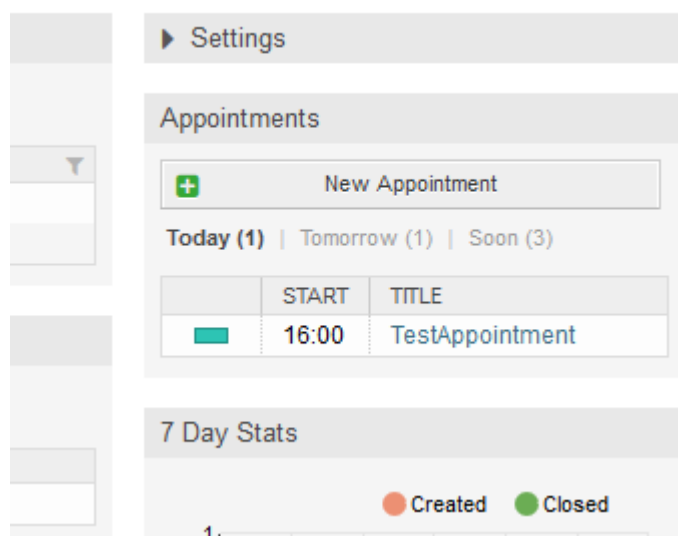 Settings
Appointments
New Appointment
Today (1) | Tomorrow (1) | Soon (3)
START TITLE
16:00 TestAppointment
7 Day Stats
Created Closed
1